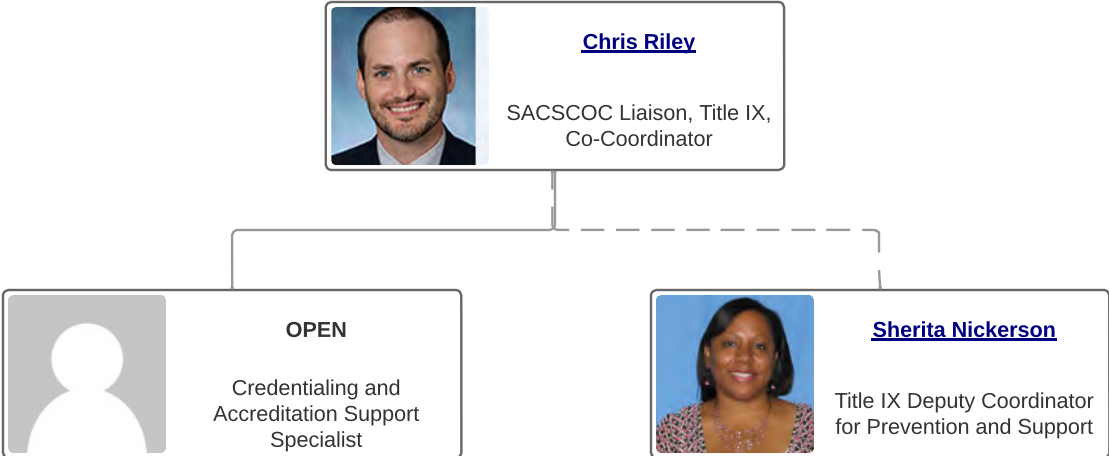 Chris Riley
SACSCOC Liaison, Title IX,
Co-Coordinator
OPEN
Credentialing and
Accreditation Support
Specialist
Sherita Nickerson
Title IX Deputy Coordinator
for Prevention and Support